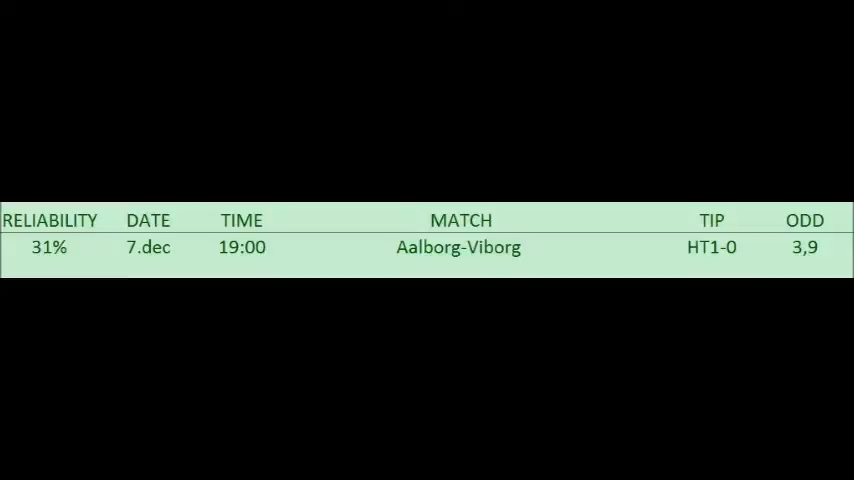 RELIABILITY DATE TIME MATCH TIP ODD
31% 7.dec 19:00 Aalborg-Viborg HT1-0 3,9